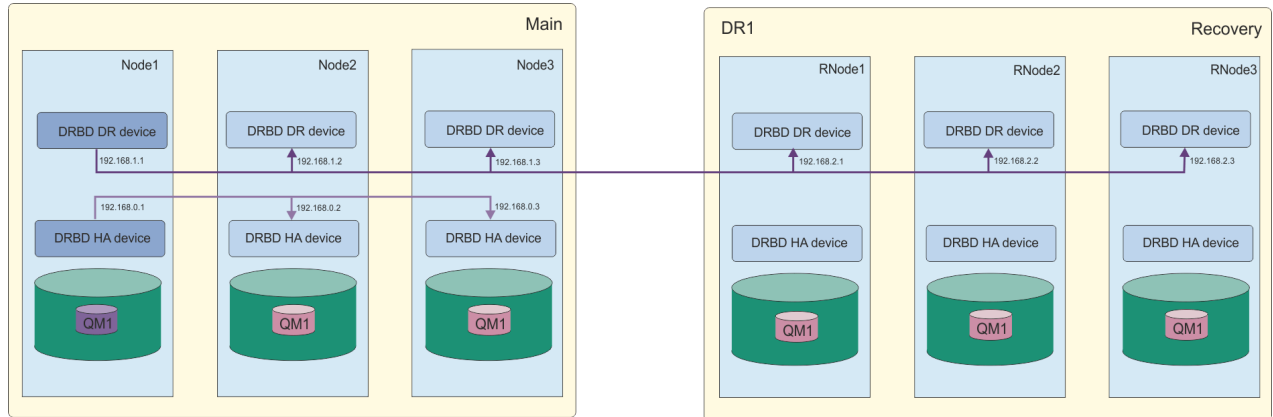 Main
Node1
Node2
Node3
DRBD DR device
DRBD DR device
DRBD DR device
192.168.1.1
192.168.1.2
192.168.1.3
192.168.0.1
192.168.0.2
192.168.0.3
DRBD HA device
DRBD HA device
DRBD HA device
QM1
QM1
QM1
DR1
Recovery
RNode1
RNode2
RNode3
DRBD DR device
DRBD DR device
DRBD DR device
192.168.2.1
192.168.2.2
192.168.2.3
DRBD HA device
DRBD HA device
DRBD HA device
QM1
QM1
QM1